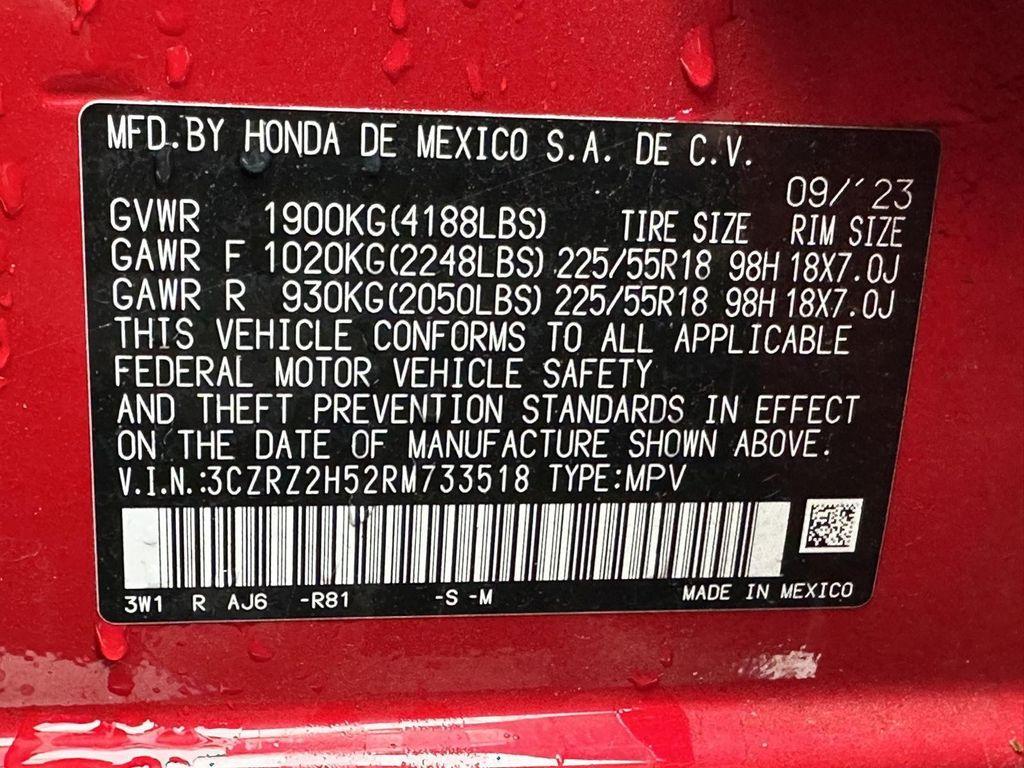 MFD.BY HONDA DE MEXICO S.A. DE C.V.
09/´23
GVWR 1900KG(4188LBS) TIRE SIZE RIM SIZE
GAWR F 1020KG(2248LBS) 225/55R18 98H 18X7.0J
GAWR R 930KG(2050LBS) 225/55R18 98H 18X7.0J
THIS VEHICLE CONFORMS TO ALL APPLICABLE
FEDERAL MOTOR VEHICLE SAFETY
AND THEFT PREVENTION STANDARDS IN EFFECT
ON THE DATE OF MANUFACTURE SHOWN ABOVE.
V.I.N.:3CZRZ2H52RM733518 TYPE:MPV
3W1 R AJ6 -R81 -S -M MADE IN MEXICO